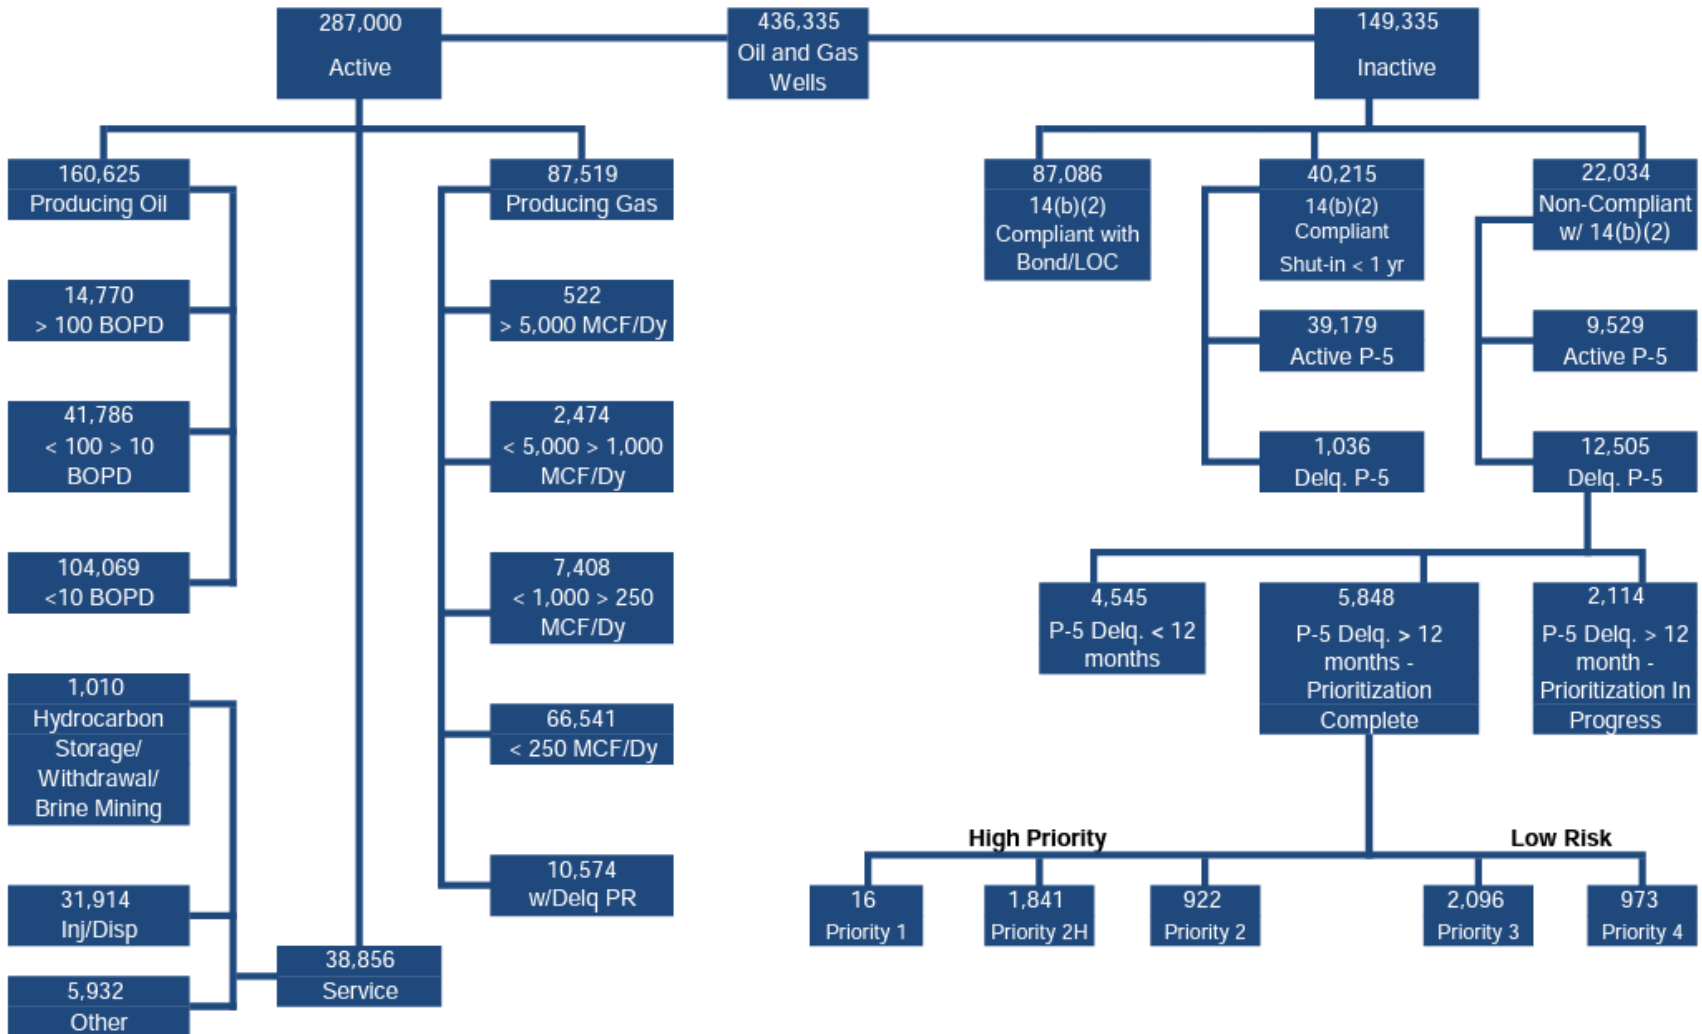 287,000
Active
436,335
Oil and Gas
Wells
149,335
Inactive
160,625
Producing Oil
14,770
> 100 BOPD
41,786
< 100 > 10
BOPD
104,069
<10 BOPD
1,010
Hydrocarbon
Storage/
Withdrawal/
Brine Mining
31,914
Inj/Disp
5,932
Other
38,856
Service
87,519
Producing Gas
522
> 5,000 MCF/Dy
2,474
< 5,000 > 1,000
MCF/Dy
7,408
< 1,000 > 250
MCF/Dy
66,541
< 250 MCF/Dy
10,574
w/Delq PR
87,086
14(b)(2)
Compliant with
Bond/LOC
40,215
14(b)(2)
Compliant
Shut-in < 1 yr
39,179
Active P-5
1,036
Delq. P-5
22,034
Non-Compliant
w/ 14(b)(2)
9,529
Active P-5
12,505
Delq. P-5
4,545
P-5 Delq. < 12
months
5,848
P-5 Delq. > 12
months -
Prioritization
Complete
2,114
P-5 Delq. > 12
month -
Prioritization In
Progress
High Priority
Low Risk
16
Priority 1
1,841
Priority 2H
922
Priority 2
2,096
Priority 3
973
Priority 4